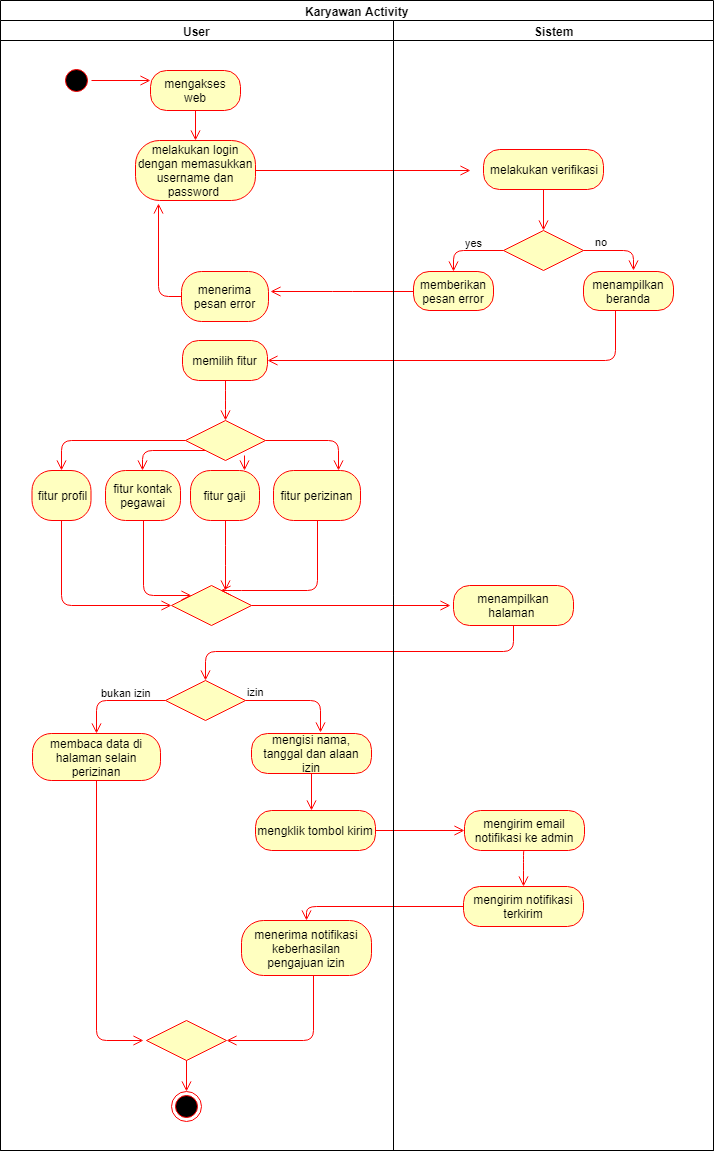 Karyawan Activity
User
Sistem
mengakses
web
melakukan login
dengan memasukkan
username dan
password
melakukan verifikasi
yes
no
menerima
pesan error
memberikan
pesan error
menampilkan
beranda
memilih fitur
fitur profil
fitur kontak
pegawai
fitur gaji
fitur perizinan
menampilkan
halaman
bukan izin
izin
membaca data di
halaman selain
perizinan
mengisi nama,
tanggal dan alaan
izin
mengklik tombol kirim
mengirim email
notifikasi ke admin
mengirim notifikasi
terkirim
menerima notifikasi
keberhasilan
pengajuan izin